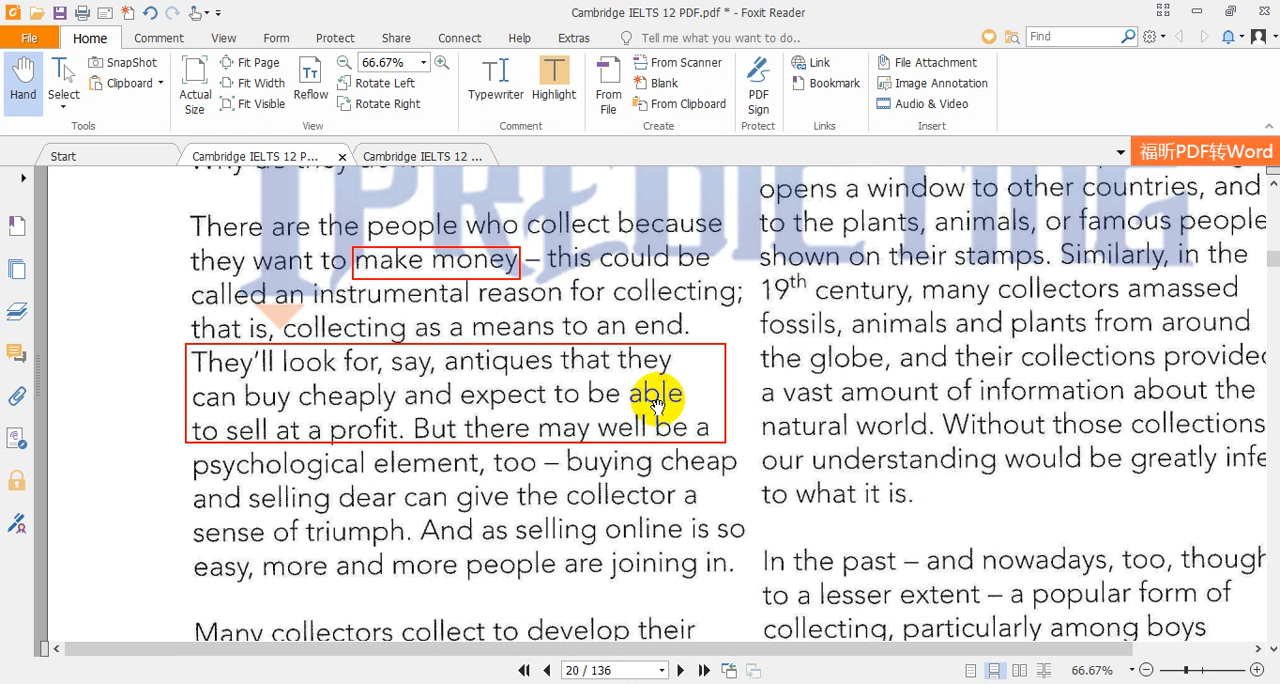 Cambridge IELTS 12 PDF.pdf * - Foxit Reader
File Home Comment View Form Protect Share Connect Help Extras Tell me what you want to do.. Find
Hand
Select
SnapShot
Clipboard
Tools
Actual Size
Fit Page
Fit Width
Fit Visible
Reflow
66.67%
Rotate Left
Rotate Right
View
Typewriter
Highlight
Comment
From File
From Scanner
Blank
From Clipboard
Create
PDF Sign
Protect
Link
Bookmark
Links
File Attachment
Image Annotation
Audio & Video
Insert
Start
Cambridge IELTS 12 P...
Cambridge IELTS 12 ...
福昕PDF转Word
IPREDICTING
There are the people who collect because
they want to make money – this could be
called an instrumental reason for collecting;
that is, collecting as a means to an end.
They'll look for, say, antiques that they
can buy cheaply and expect to be able
to sell at a profit. But there may well be a
psychological element, too – buying cheap
and selling dear can give the collector a
sense of triumph. And as selling online is so
easy, more and more people are joining in.
Many collectors collect to develop their
opens a window to other countries, and
to the plants, animals, or famous people
shown on their stamps. Similarly, in the
19th century, many collectors amassed
fossils, animals and plants from around
the globe, and their collections provided
a vast amount of information about the
natural world. Without those collections,
our understanding would be greatly infe
to what it is.
In the past – and nowadays, too, though
to a lesser extent – a popular form of
collecting, particularly among boys
20 / 136
66.67%